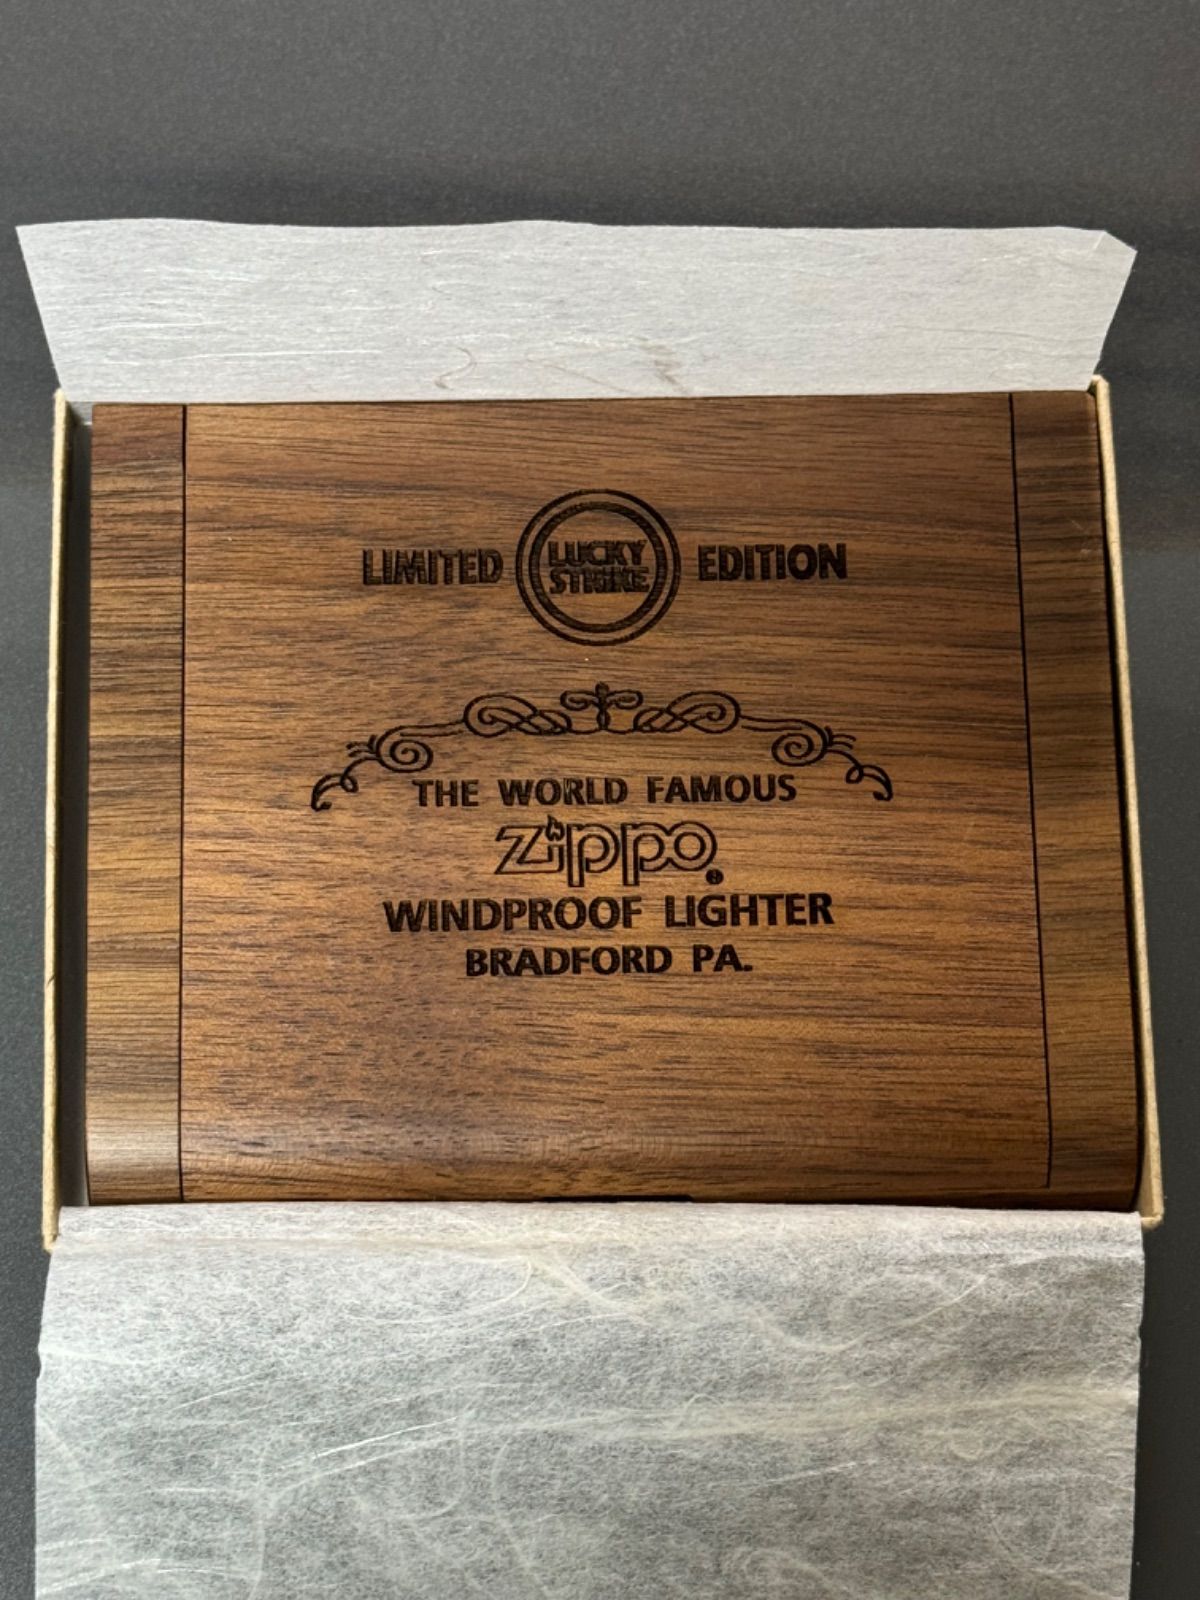 LIMITED LUCKY STRIKE EDITION
THE WORLD FAMOUS
Zippo®
WINDPROOF LIGHTER
BRADFORD PA.